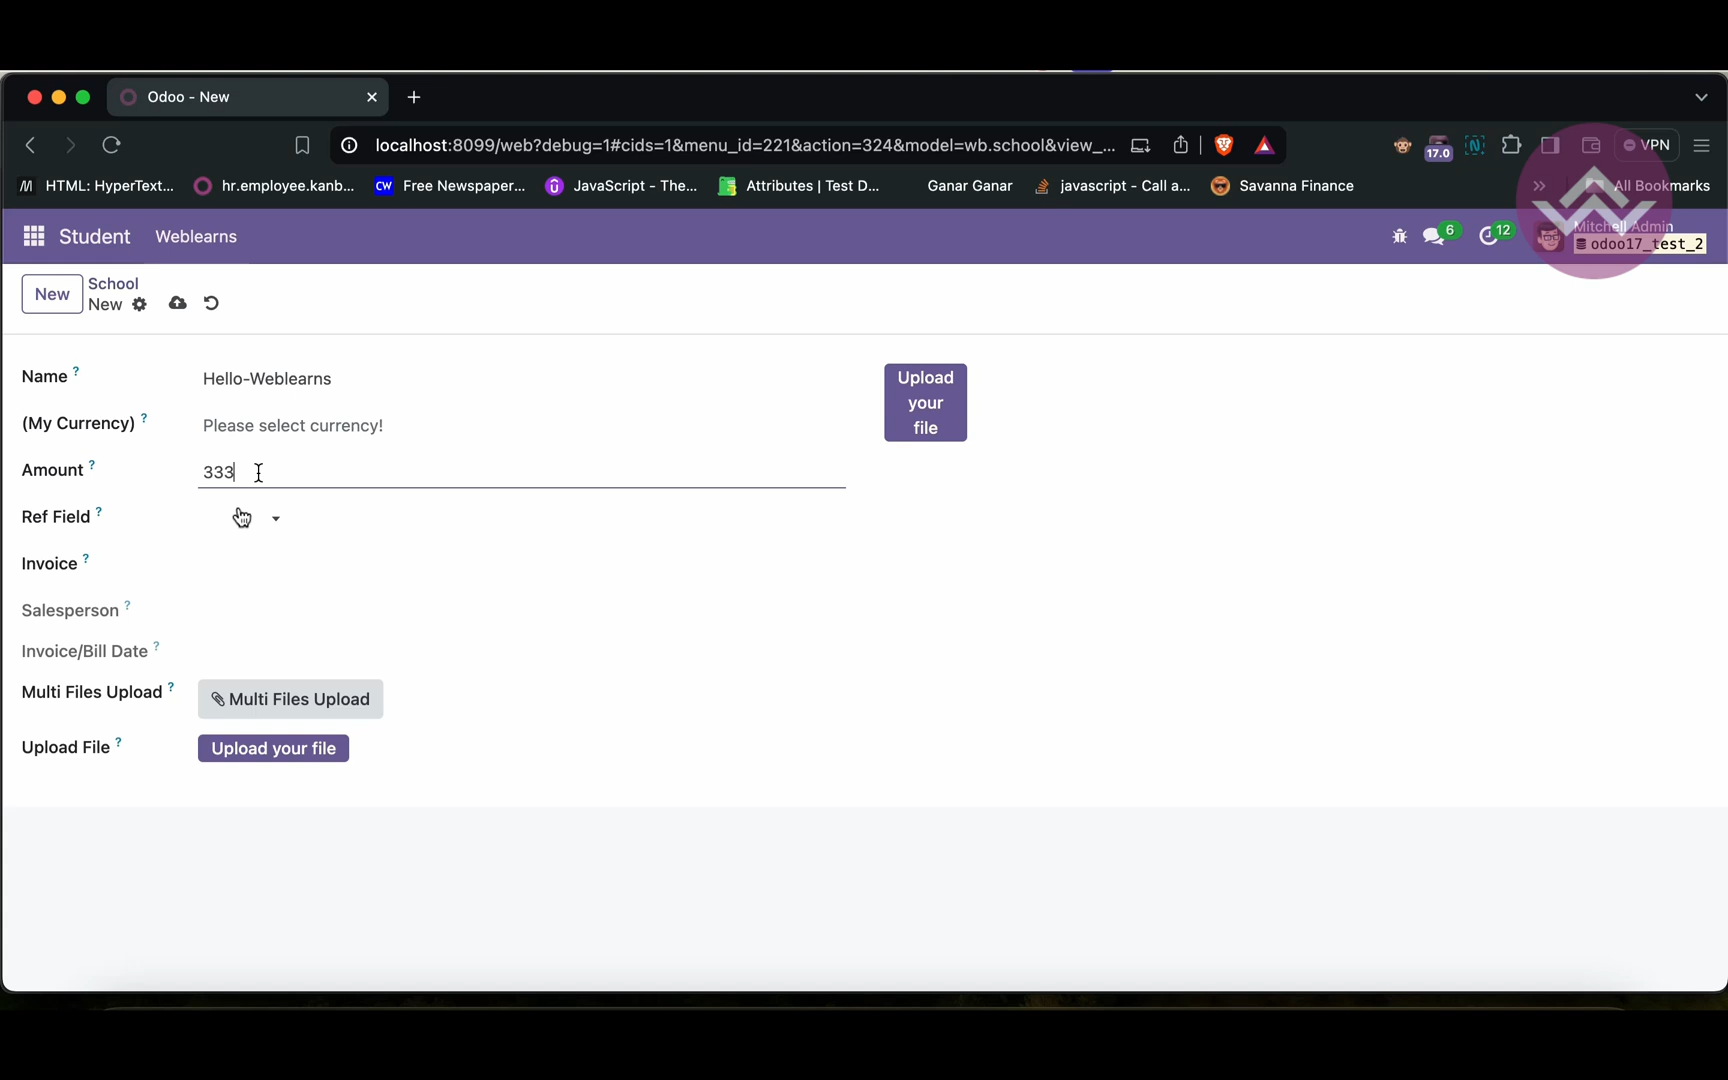 Odoo - New
localhost:8099/web?debug=1#cids=1&menu_id=221&action=324&model=wb.school&view_...
17.0
VPN
HTML: HyperText...
hr.employee.kanb...
CW Free Newspaper...
JavaScript - The...
Attributes | Test D...
Ganar Ganar
javascript - Call a...
Savanna Finance
»
All Bookmarks
Student
Weblearns
6
12
Mitchell Admin
odoo17_test_2
New
School
New
Name ?
Hello-Weblearns
Upload
your
file
(My Currency) ?
Please select currency!
Amount ?
333
Ref Field ?
Invoice ?
Salesperson ?
Invoice/Bill Date ?
Multi Files Upload ?
Multi Files Upload
Upload File ?
Upload your file